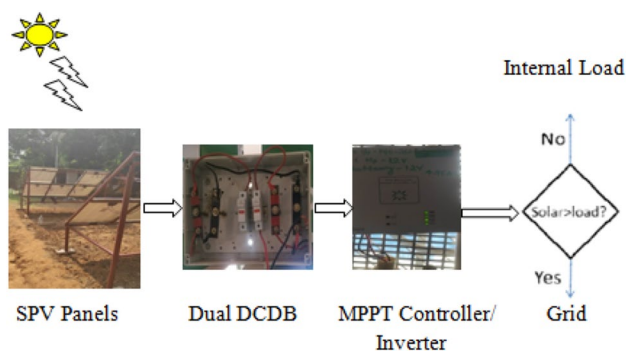 Internal Load
No
Solar>load?
Yes
SPV Panels
Dual DCDB
MPPT Controller/
Inverter
Grid